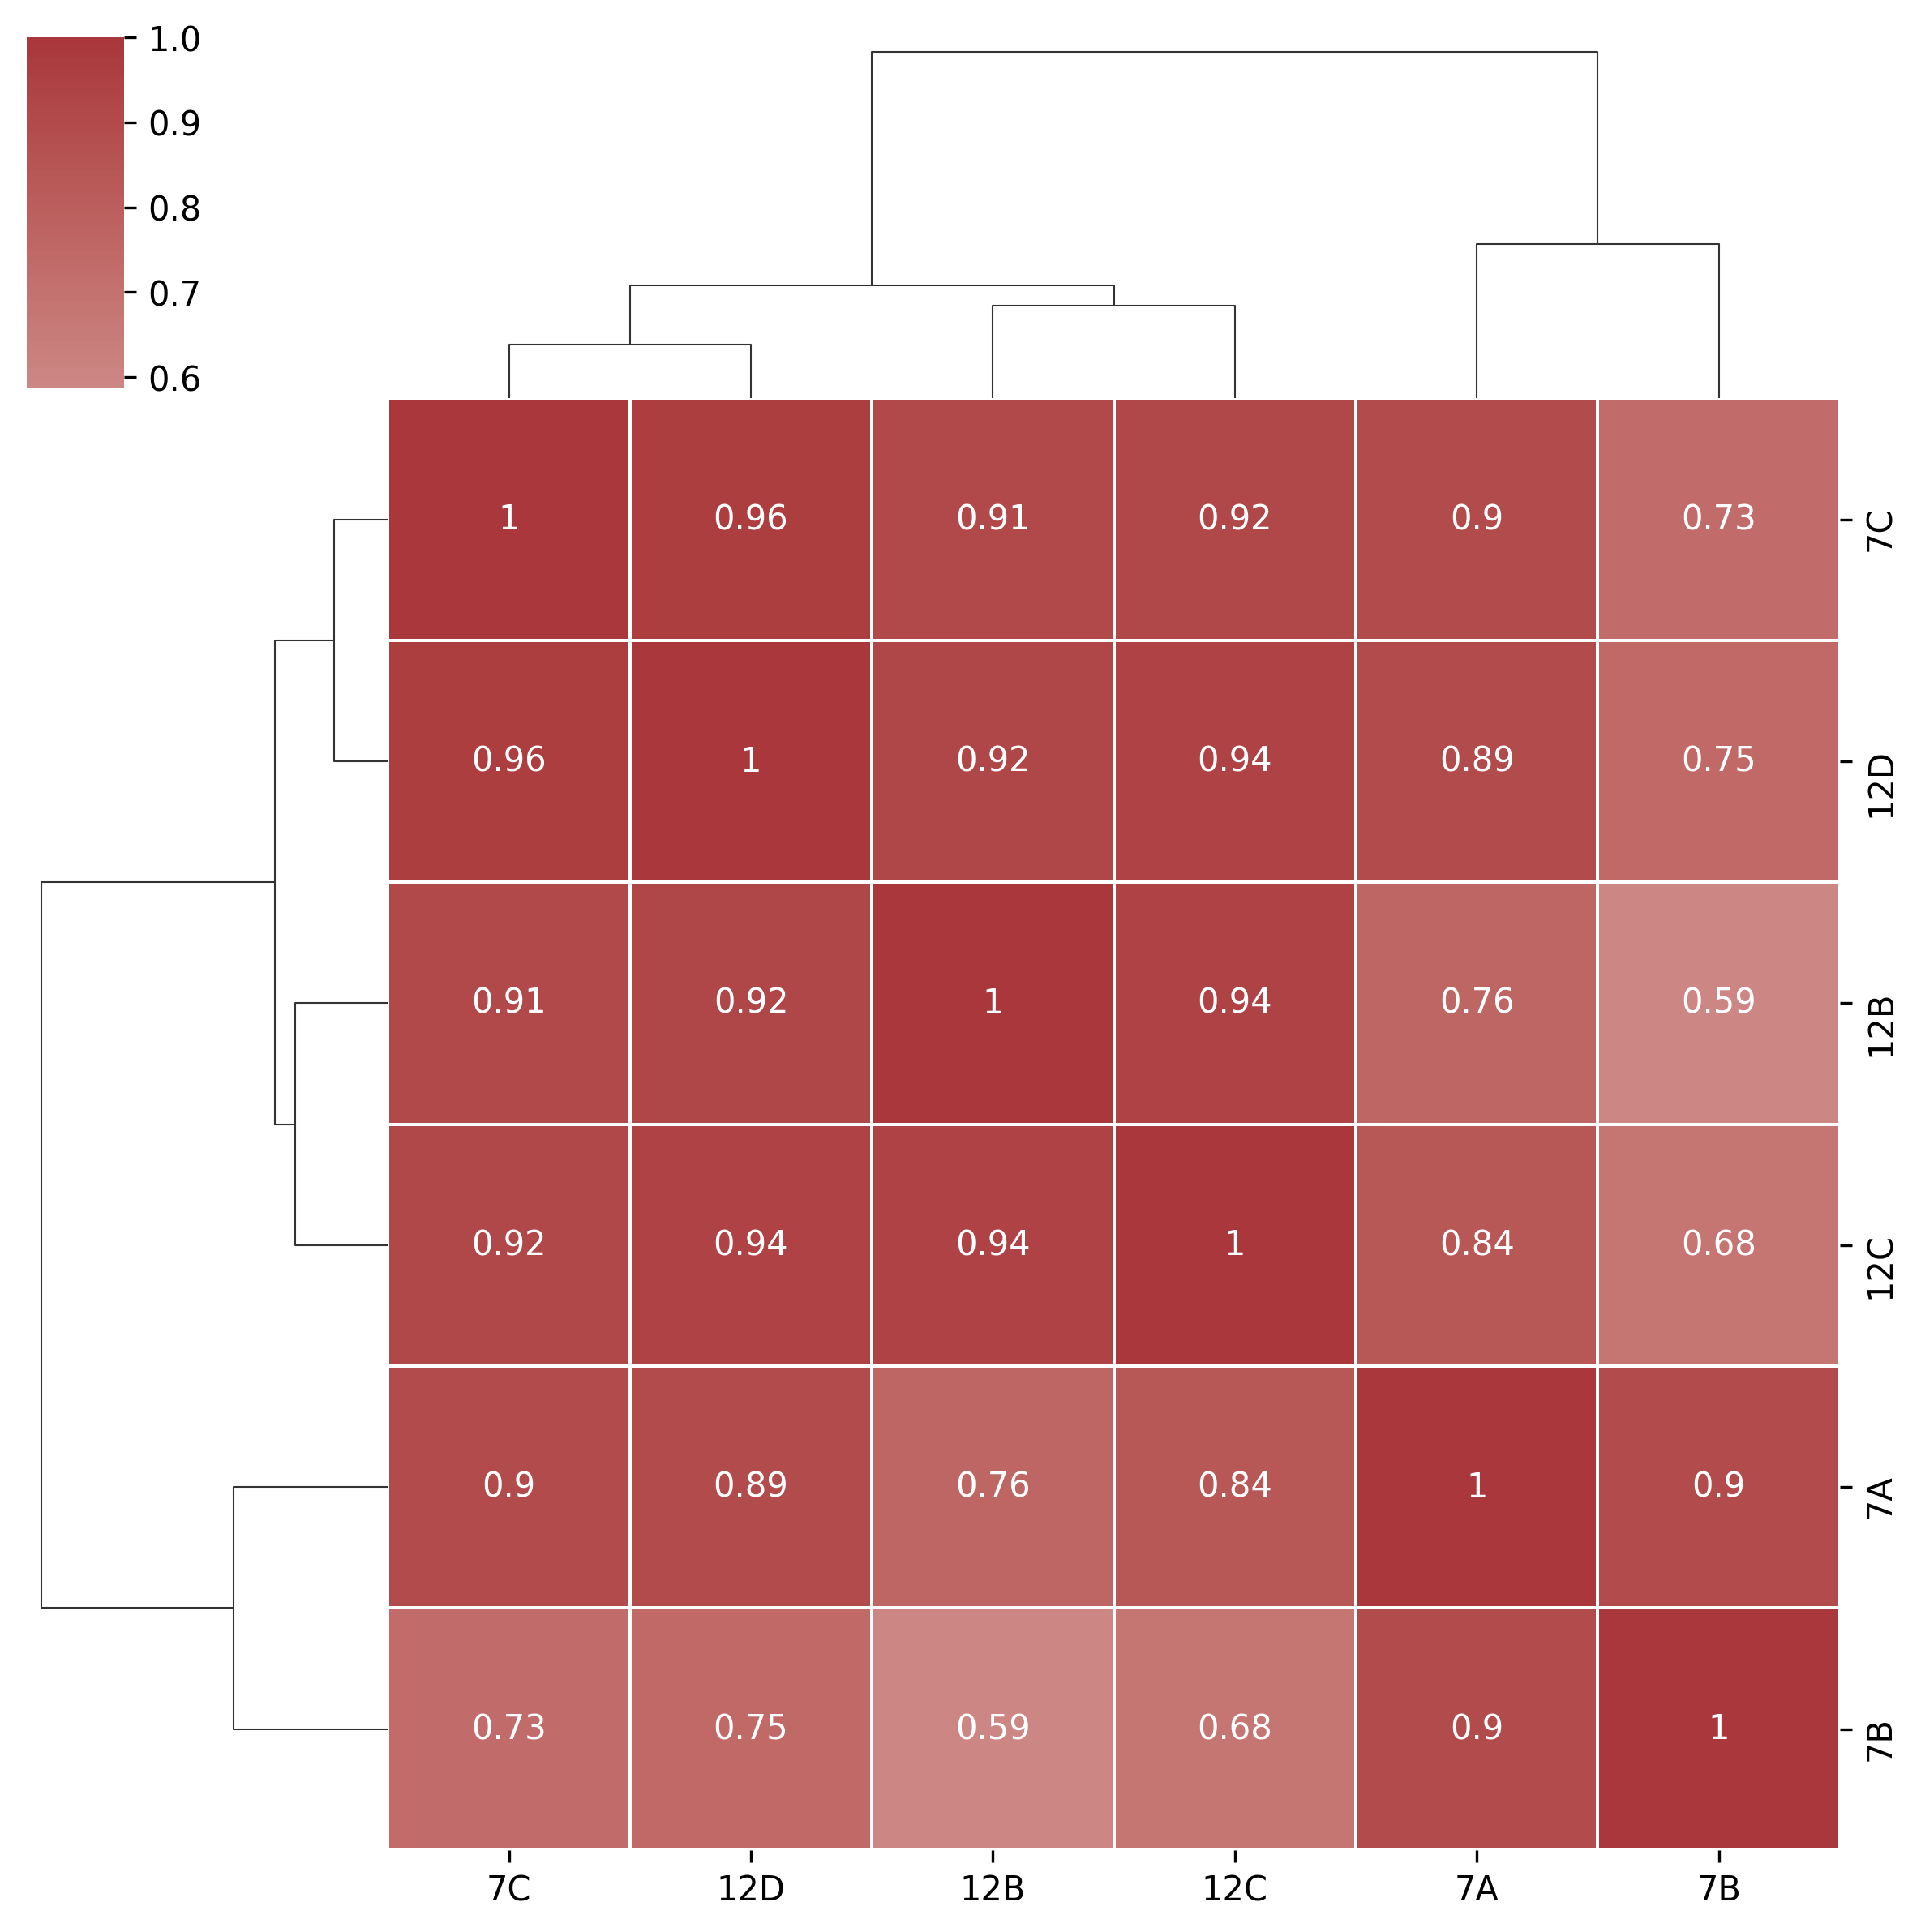 1.0
0.9
0.8
0.7
0.6
1 0.96 0.91 0.92 0.9 0.73 7C
0.96 1 0.92 0.94 0.89 0.75 12D
0.91 0.92 1 0.94 0.76 0.59 12B
0.92 0.94 0.94 1 0.84 0.68 12C
0.9 0.89 0.76 0.84 1 0.9 7A
0.73 0.75 0.59 0.68 0.9 1 7B
7C 12D 12B 12C 7A 7B